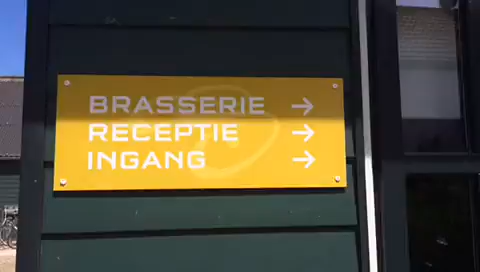 BRASSERIE →
RECEPTIE →
INGANG →